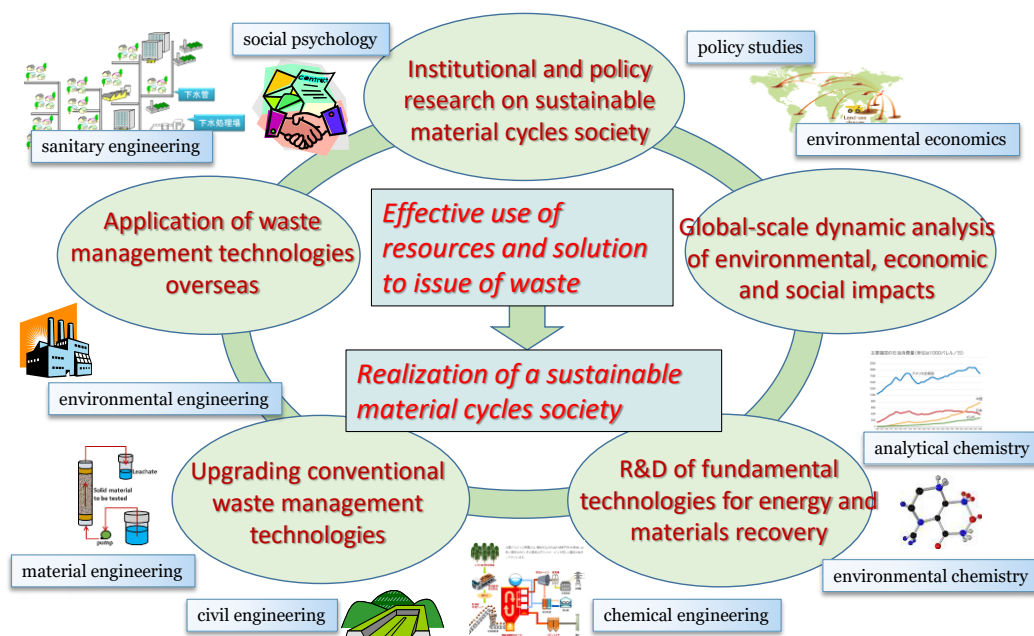 social psychology
policy studies
Institutional and policy
research on sustainable
material cycles society
contract
下水管
下水処理場
sanitary engineering
Land-use
environmental economics
Application of waste
management technologies
overseas
Effective use of
resources and solution
to issue of waste
Global-scale dynamic analysis
of environmental, economic
and social impacts
Realization of a sustainable
material cycles society
environmental engineering
analytical chemistry
Leachate
Solid material
to be tested
pump
Upgrading conventional
waste management
technologies
R&D of fundamental
technologies for energy and
materials recovery
material engineering
environmental chemistry
civil engineering
chemical engineering